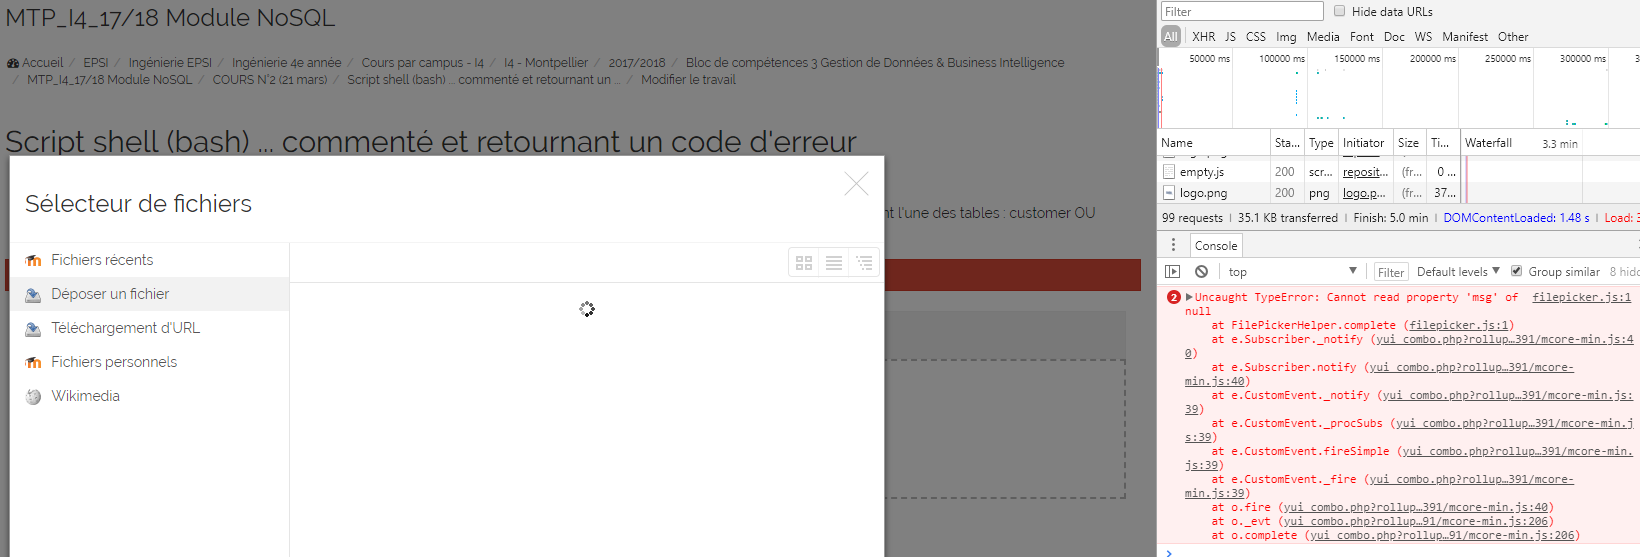 MTP_I4_17/18 Module NoSQL
Accueil / EPSI / Ingénierie EPSI / Ingénierie 4e année / Cours par campus - I4 / I4 - Montpellier / 2017/2018 / Bloc de compétences 3 Gestion de Données & Business Intelligence
/ MTP_I4_17/18 Module NoSQL / COURS N°2 (21 mars) / Script shell (bash) ... commenté et retournant un ... / Modifier le travail
Script shell (bash) ... commenté et retournant un code d'erreur
Sélecteur de fichiers
t l'une des tables : customer OU
Fichiers récents
Déposer un fichier
Téléchargement d'URL
Fichiers personnels
Wikimedia
Filter
Hide data URLs
All XHR JS CSS Img Media Font Doc WS Manifest Other
50000 ms 100000 ms 150000 ms 200000 ms 250000 ms 300000 ms 3
Name Sta... Type Initiator Size Ti... Waterfall 3.3 min
empty.js 200 scr... reposit... (fr... 0 ...
logo.png 200 png logo.p... (fr... 37...
99 requests | 35.1 KB transferred | Finish: 5.0 min | DOMContentLoaded: 1.48 s | Load: 3
Console
top Filter Default levels Group similar 8 hidd
2 Uncaught TypeError: Cannot read property 'msg' of filepicker.js:1
null
at FilePickerHelper.complete (filepicker.js:1)
at e.Subscriber._notify (yui_combo.php?rollup…391/mcore-min.js:4
0)
at e.Subscriber.notify (yui_combo.php?rollup…391/mcore-
min.js:40)
at e.CustomEvent._notify (yui_combo.php?rollup…391/mcore-min.js:
39)
at e.CustomEvent._procSubs (yui_combo.php?rollup…391/mcore-min.j
s:39)
at e.CustomEvent.fireSimple (yui_combo.php?rollup…391/mcore-min.
js:39)
at e.CustomEvent._fire (yui_combo.php?rollup…391/mcore-
min.js:39)
at o.fire (yui_combo.php?rollup…391/mcore-min.js:40)
at o._evt (yui_combo.php?rollup…91/mcore-min.js:206)
at o.complete (yui_combo.php?rollup…91/mcore-min.js:206)